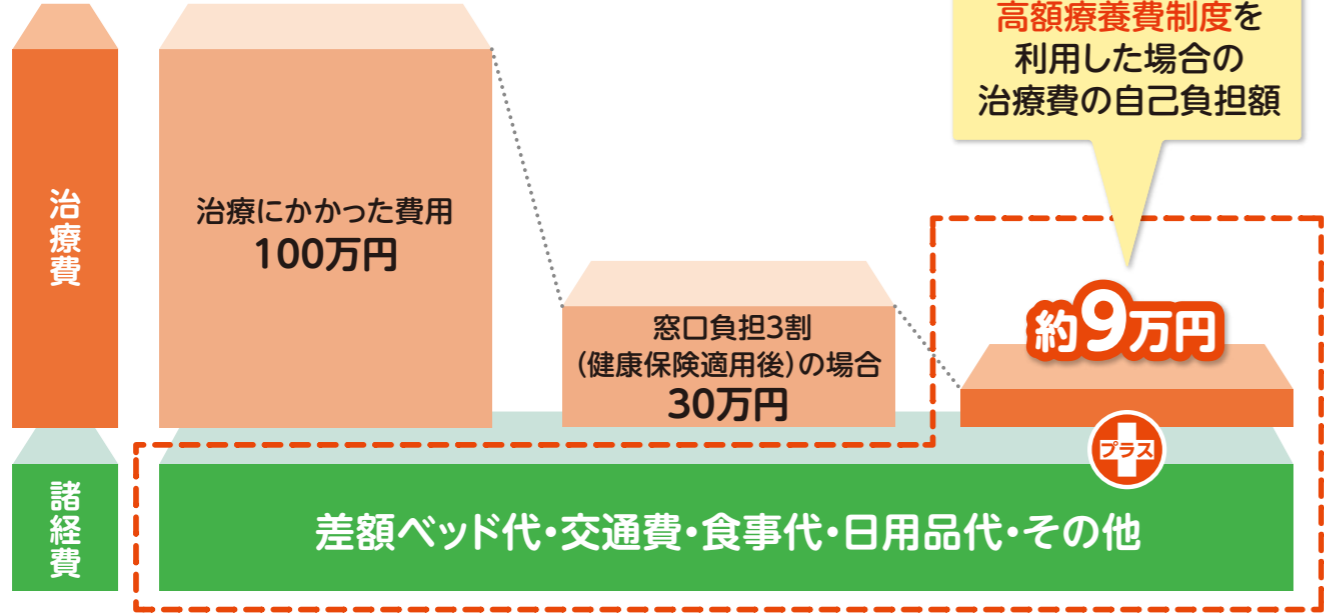 高額療養費制度を
利用した場合の
治療費の自己負担額
治療費
治療にかかった費用
100万円
窓口負担3割
(健康保険適用後)の場合
30万円
約9万円
プラス
諸経費
差額ベッド代・交通費・食事代・日用品代・その他